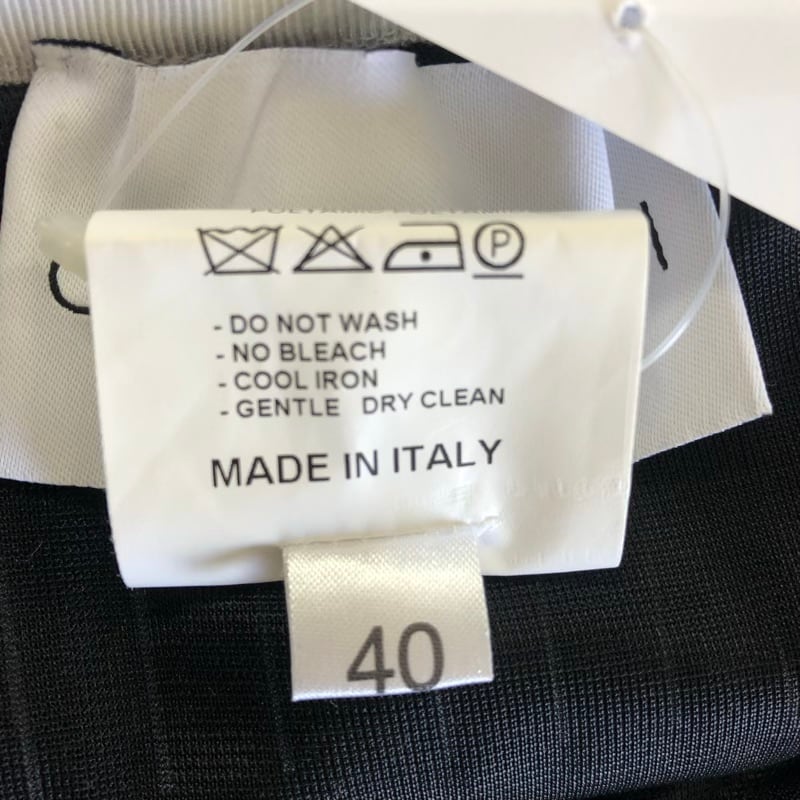 P
- DO NOT WASH
- NO BLEACH
- COOL IRON
- GENTLE DRY CLEAN
MADE IN ITALY
40